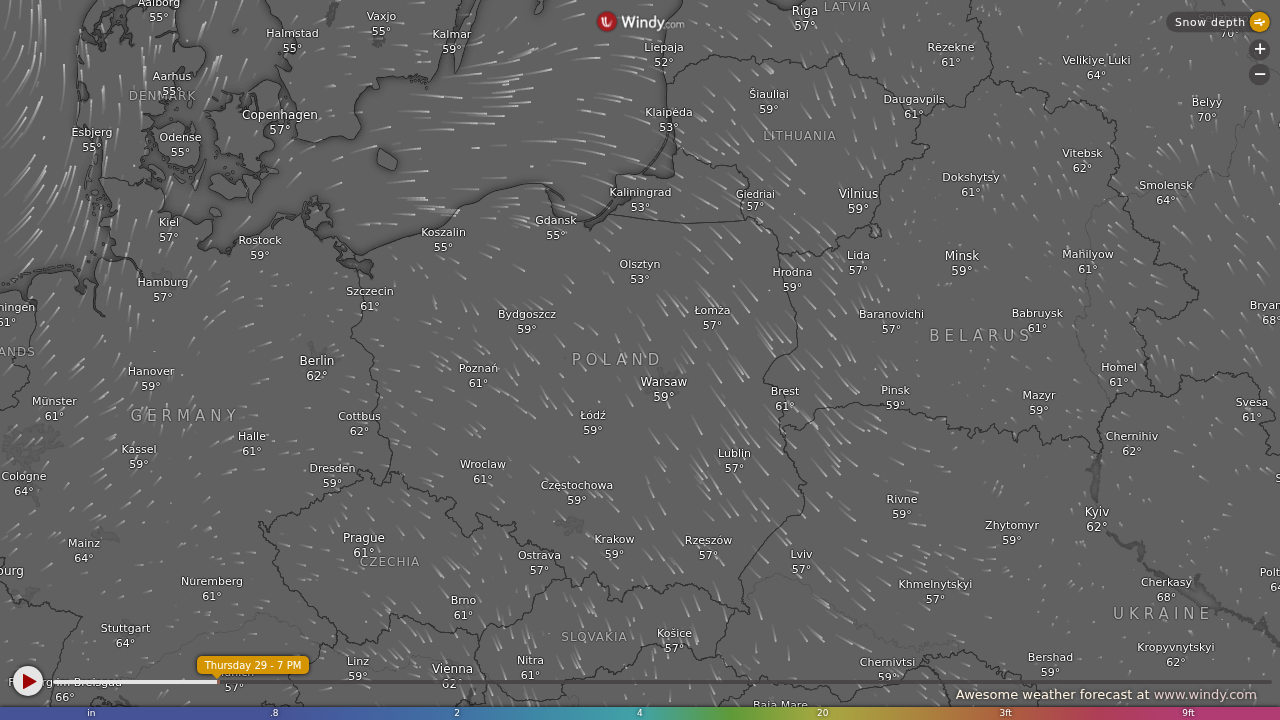 Aalborg
55°
Vaxjo
55°
Windy.com
Riga
57°
LATVIA
Snow depth
70°
Halmstad
55°
Kalmar
59°
Liepaja
52°
Rēzekne
61°
Velikiye Luki
64°
+
−
Aarhus
55°
DENMARK
Šiauliai
59°
Daugavpils
61°
Belyy
70°
Copenhagen
57°
Klaipėda
53°
Esbjerg
55°
Odense
55°
LITHUANIA
Vitebsk
62°
Dokshytsy
61°
Smolensk
64°
Kaliningrad
53°
Giedriai
57°
Vilnius
59°
Kiel
57°
Gdansk
55°
Koszalin
55°
Rostock
59°
Olsztyn
53°
Lida
57°
Minsk
59°
Mahilyow
61°
Hrodna
59°
Hamburg
57°
Szczecin
61°
Bydgoszcz
59°
Łomża
57°
Baranovichi
57°
Babruysk
61°
BELARUS
68°
ANDS
POLAND
Berlin
62°
Hanover
59°
Poznań
61°
Warsaw
59°
Brest
61°
Pinsk
59°
Homel
61°
Mazyr
59°
Münster
61°
GERMANY
Cottbus
62°
Łódź
59°
Svesa
61°
Halle
61°
Kassel
59°
Chernihiv
62°
Lublin
57°
Dresden
59°
Wroclaw
61°
Cologne
64°
Częstochowa
59°
Rivne
59°
Kyiv
62°
Zhytomyr
59°
Mainz
64°
Prague
61°
CZECHIA
Ostrava
57°
Krakow
59°
Rzeszów
57°
Lviv
57°
Nuremberg
61°
Khmelnytskyi
57°
Cherkasy
68°
Brno
61°
UKRAINE
Stuttgart
64°
SLOVAKIA
Košice
57°
Kropyvnytskyi
62°
Thursday 29 - 7 PM
Linz
59°
Vienna
62°
Nitra
61°
Chernivtsi
59°
Bershad
59°
57°
66°
Awesome weather forecast at www.windy.com
Baia Mare
in .8 2 4 20 3ft 9ft